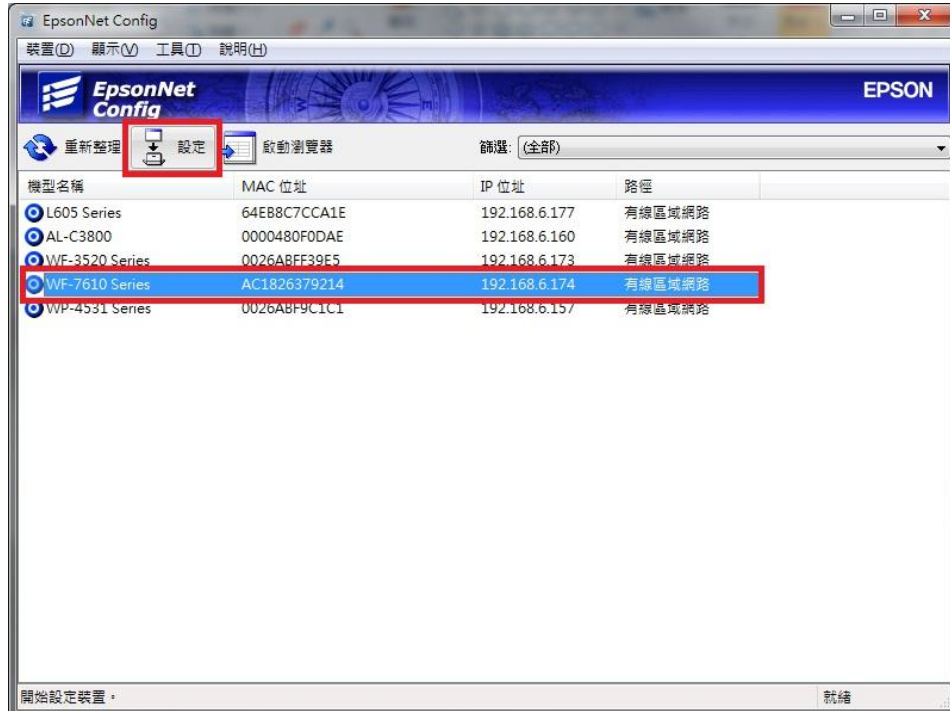 EpsonNet Config
裝置(D) 顯示(V) 工具(T) 說明(H)
EpsonNet
Config
EPSON
重新整理 設定 啟動瀏覽器 篩選: (全部)
機型名稱 MAC 位址 IP 位址 路徑
L605 Series 64EB8C7CCA1E 192.168.6.177 有線區域網路
AL-C3800 0000480F0DAE 192.168.6.160 有線區域網路
WF-3520 Series 0026ABFF39E5 192.168.6.173 有線區域網路
WF-7610 Series AC1826379214 192.168.6.174 有線區域網路
WP-4531 Series 0026ABF9C1C1 192.168.6.157 有線區域網路
開始設定裝置。 就緒